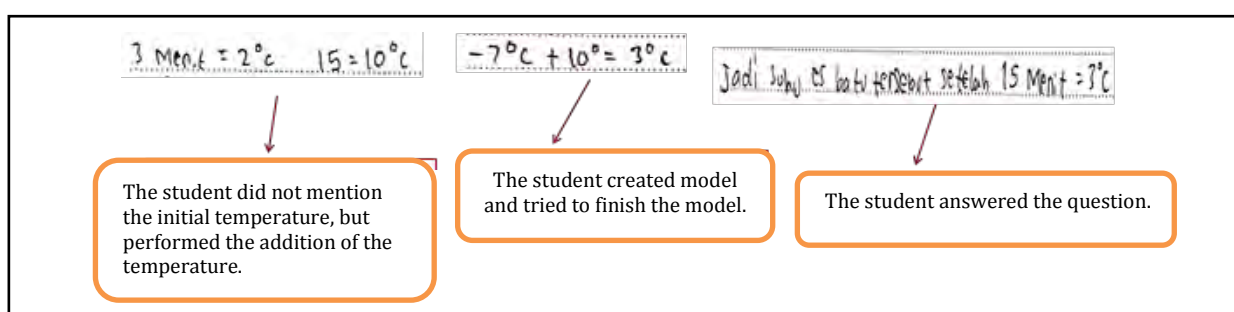 3 Menit = 2°c 15 = 10°c
-7°c + 10° = 3°c
Jadi suhu es batu tersebut setelah 15 Menit = 3°c
The student did not mention
the initial temperature, but
performed the addition of the
temperature.
The student created model
and tried to finish the model.
The student answered the question.